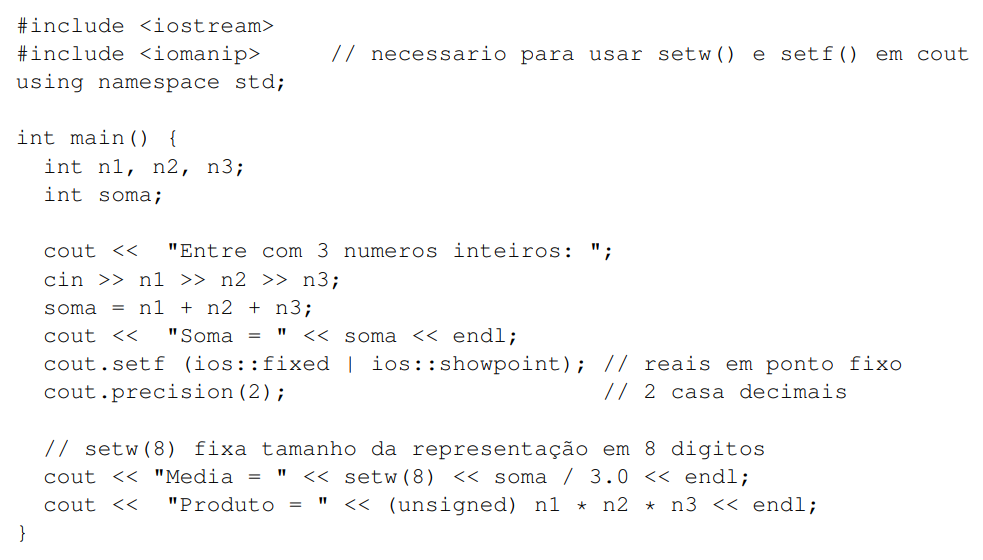 #include <iostream>
#include <iomanip>     // necessario para usar setw() e setf() em cout
using namespace std;

int main() {
  int n1, n2, n3;
  int soma;

  cout <<  "Entre com 3 numeros inteiros: ";
  cin >> n1 >> n2 >> n3;
  soma = n1 + n2 + n3;
  cout <<  "Soma = " << soma << endl;
  cout.setf (ios::fixed | ios::showpoint); // reais em ponto fixo
  cout.precision(2);                       // 2 casa decimais

  // setw(8) fixa tamanho da representação em 8 digitos
  cout << "Media = " << setw(8) << soma / 3.0 << endl;
  cout <<  "Produto = " << (unsigned) n1 * n2 * n3 << endl;
}